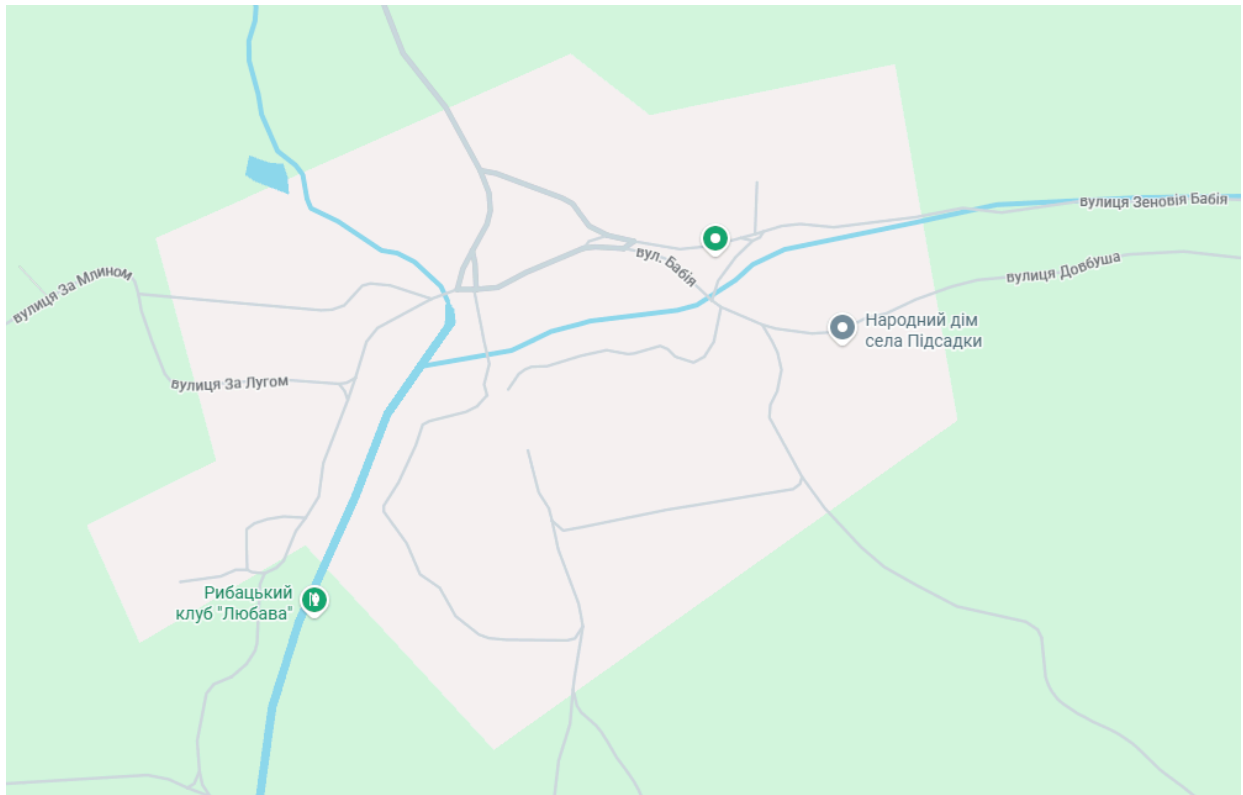 вулиця Зеновія Бабія
вул. Бабія
вулиця Довбуша
вулиця За Млином
Народний дім
села Підсадки
вулиця За Лугом
Рибацький
клуб "Любава"